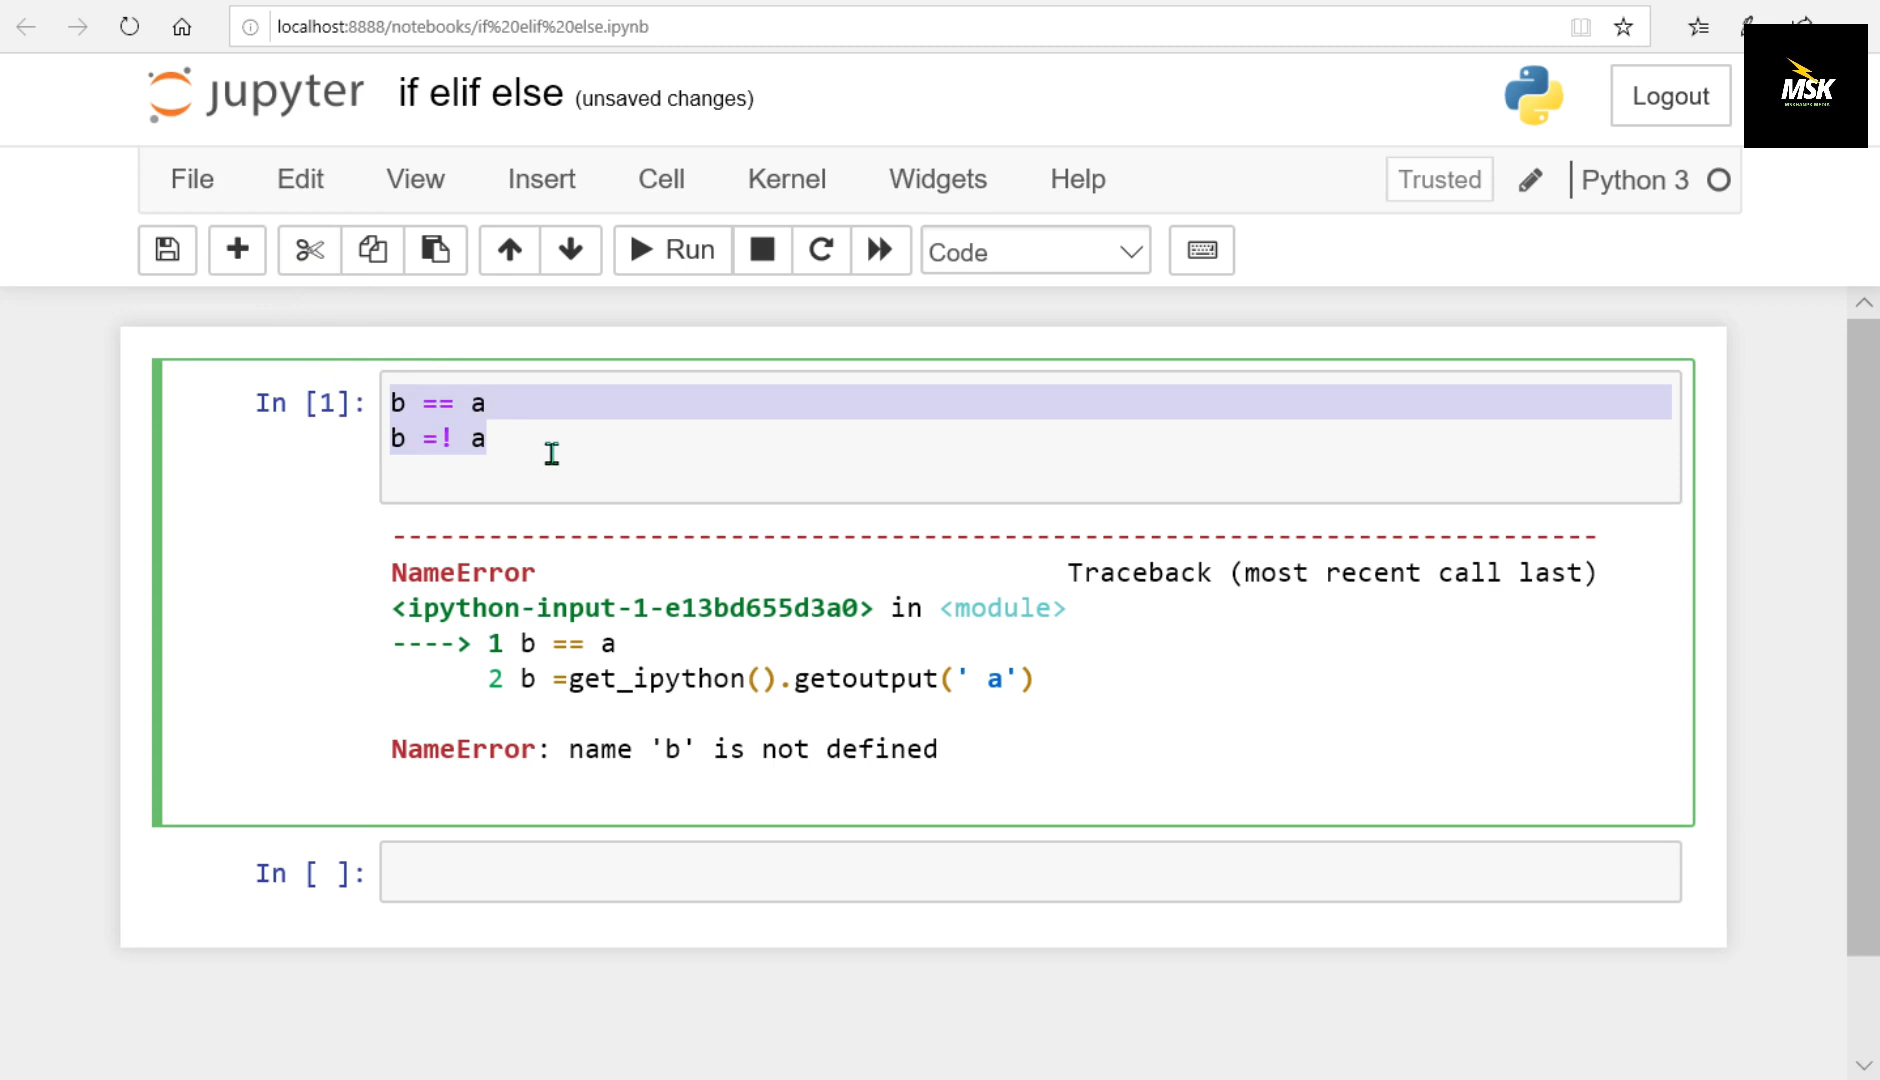 localhost:8888/notebooks/if%20elif%20else.ipynb
jupyter if elif else (unsaved changes)
Logout
MSK
File Edit View Insert Cell Kernel Widgets Help Trusted Python 3
Run Code
In [1]: b == a
b =! a
---------------------------------------------------------------------------
NameError Traceback (most recent call last)
<ipython-input-1-e13bd655d3a0> in <module>
----> 1 b == a
2 b =get_ipython().getoutput(' a')
NameError: name 'b' is not defined
In [ ]: